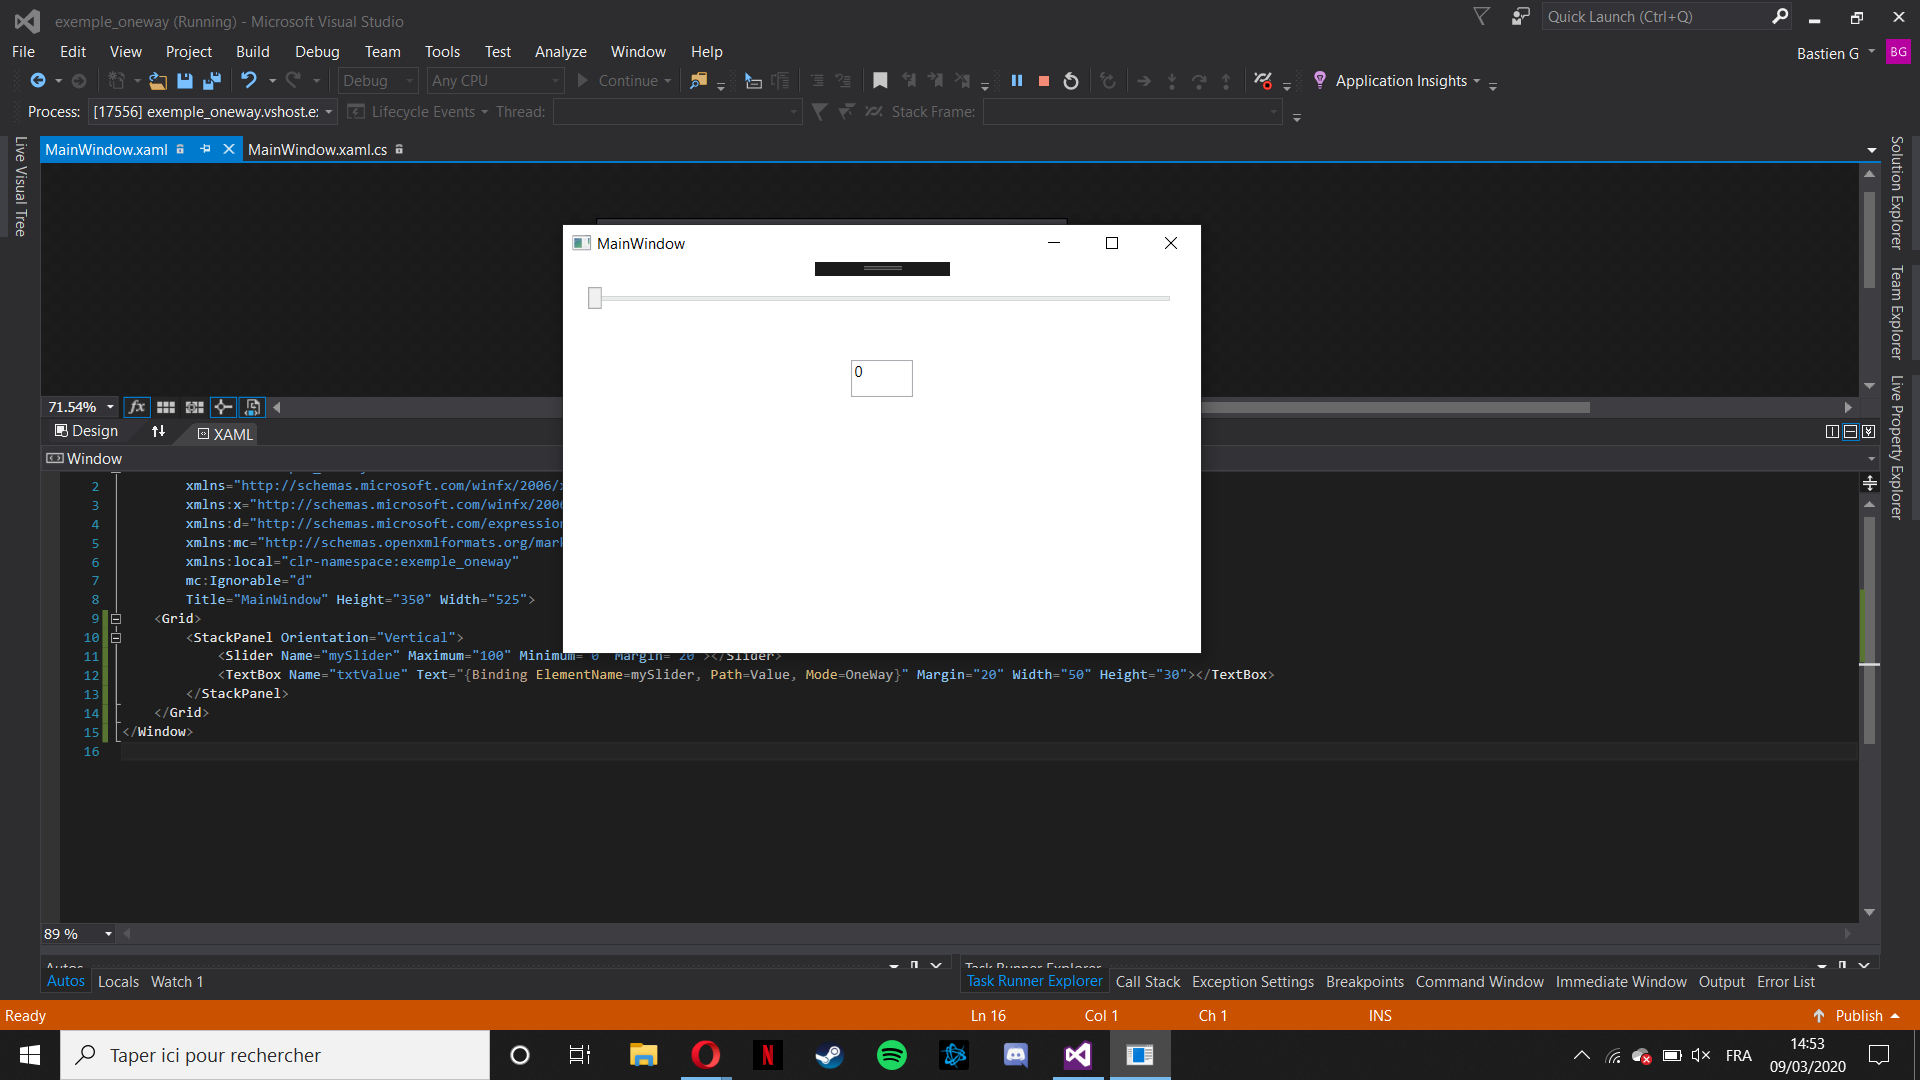 exemple_oneway (Running) - Microsoft Visual Studio
Quick Launch (Ctrl+Q)
File Edit View Project Build Debug Team Tools Test Analyze Window Help
Bastien G
BG
Debug
Any CPU
Continue
Application Insights
Process: [17556] exemple_oneway.vshost.e: Lifecycle Events Thread: Stack Frame:
MainWindow.xaml
MainWindow.xaml.cs
Live Visual Tree
Solution Explorer
Team Explorer
Live Property Explorer
MainWindow
0
71.54%
fx
Design
XAML
Window
2 xmlns="http://schemas.microsoft.com/winfx/2006/
3 xmlns:x="http://schemas.microsoft.com/winfx/200
4 xmlns:d="http://schemas.microsoft.com/expression
5 xmlns:mc="http://schemas.openxmlformats.org/mar
6 xmlns:local="clr-namespace:exemple_oneway"
7 mc:Ignorable="d"
8 Title="MainWindow" Height="350" Width="525">
9 <Grid>
10 <StackPanel Orientation="Vertical">
11 <Slider Name="mySlider" Maximum="100" Minimum="0" Margin="20"></Slider>
12 <TextBox Name="txtValue" Text="{Binding ElementName=mySlider, Path=Value, Mode=OneWay}" Margin="20" Width="50" Height="30"></TextBox>
13 </StackPanel>
14 </Grid>
15 </Window>
16
89 %
Autos
Task Runner Explorer
Autos Locals Watch 1
Task Runner Explorer Call Stack Exception Settings Breakpoints Command Window Immediate Window Output Error List
Ready
Ln 16
Col 1
Ch 1
INS
Publish
Taper ici pour rechercher
N
FRA
14:53
09/03/2020